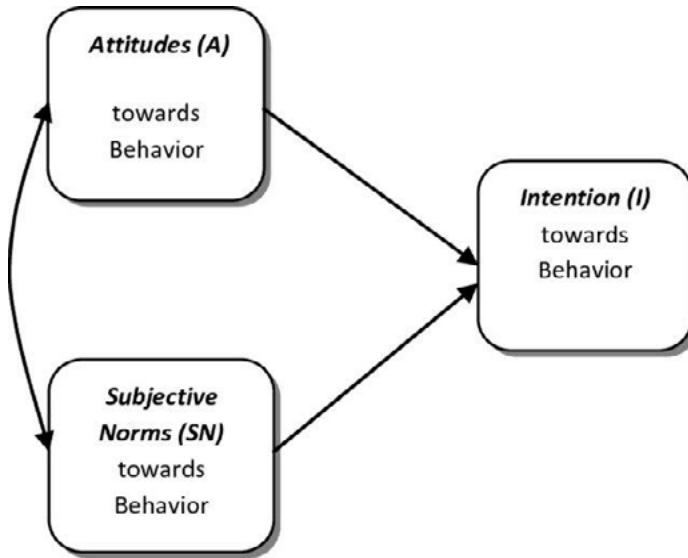 Attitudes (A)
towards
Behavior
Intention (I)
towards
Behavior
Subjective
Norms (SN)
towards
Behavior